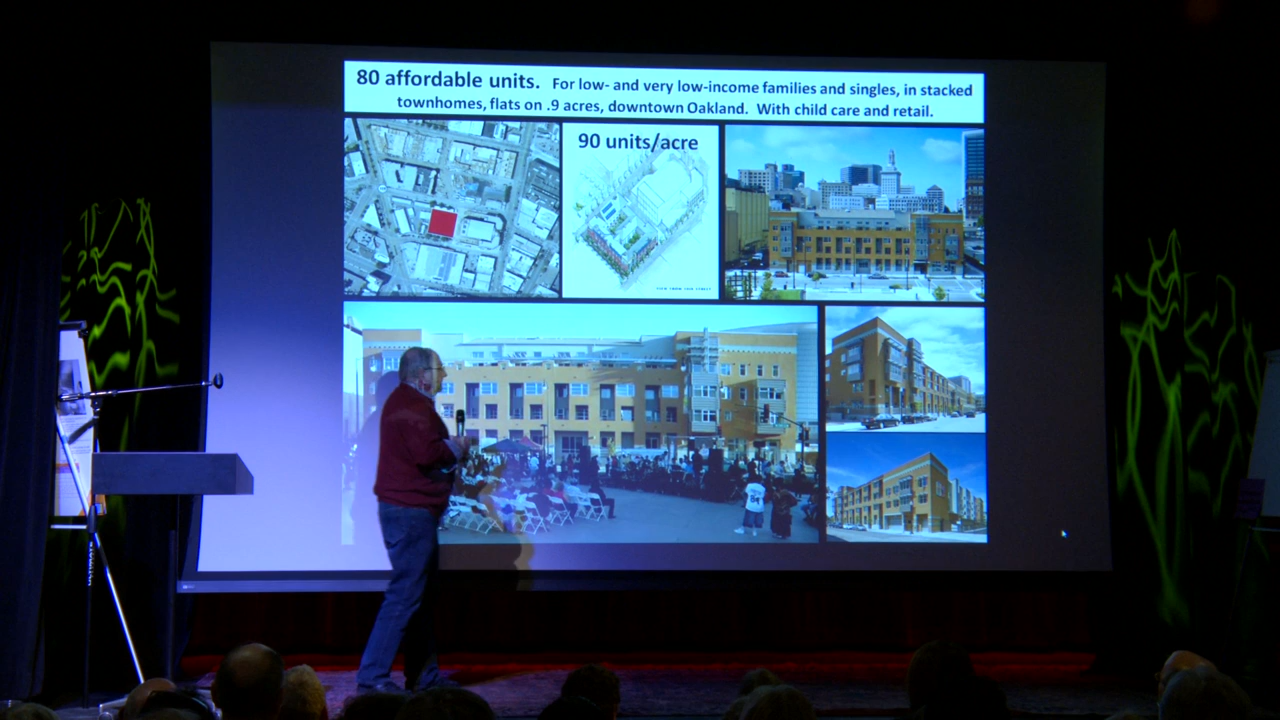 80 affordable units. For low- and very low-income families and singles, in stacked
townhomes, flats on .9 acres, downtown Oakland. With child care and retail.
90 units/acre